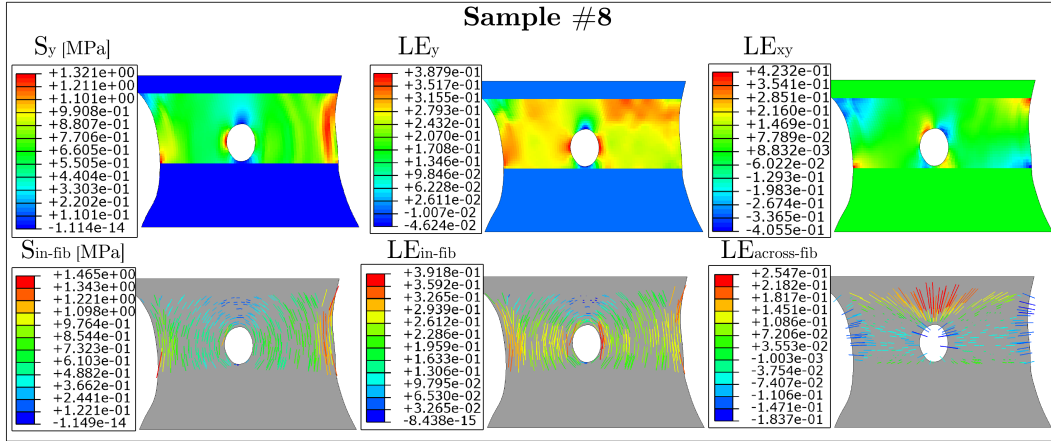 Sample #8
Sy [MPa]
+1.321e+00
+1.211e+00
+1.101e+00
+9.908e-01
+8.807e-01
+7.706e-01
+6.605e-01
+5.505e-01
+4.404e-01
+3.303e-01
+2.202e-01
+1.101e-01
-1.114e-14
LEy
+3.879e-01
+3.517e-01
+3.155e-01
+2.793e-01
+2.432e-01
+2.070e-01
+1.708e-01
+1.346e-01
+9.846e-02
+6.228e-02
+2.611e-02
-1.007e-02
-4.624e-02
LExy
+4.232e-01
+3.541e-01
+2.851e-01
+2.160e-01
+1.469e-01
+7.789e-02
+8.832e-03
-6.022e-02
-1.293e-01
-1.983e-01
-2.674e-01
-3.365e-01
-4.055e-01
Sin-fib [MPa]
+1.465e+00
+1.343e+00
+1.221e+00
+1.098e+00
+9.764e-01
+8.544e-01
+7.323e-01
+6.103e-01
+4.882e-01
+3.662e-01
+2.441e-01
+1.221e-01
-1.149e-14
LEin-fib
+3.918e-01
+3.592e-01
+3.265e-01
+2.939e-01
+2.612e-01
+2.286e-01
+1.959e-01
+1.633e-01
+1.306e-01
+9.795e-02
+6.530e-02
+3.265e-02
-8.438e-15
LEacross-fib
+2.547e-01
+2.182e-01
+1.817e-01
+1.451e-01
+1.086e-01
+7.206e-02
+3.553e-02
-1.003e-03
-3.754e-02
-7.407e-02
-1.106e-01
-1.471e-01
-1.837e-01